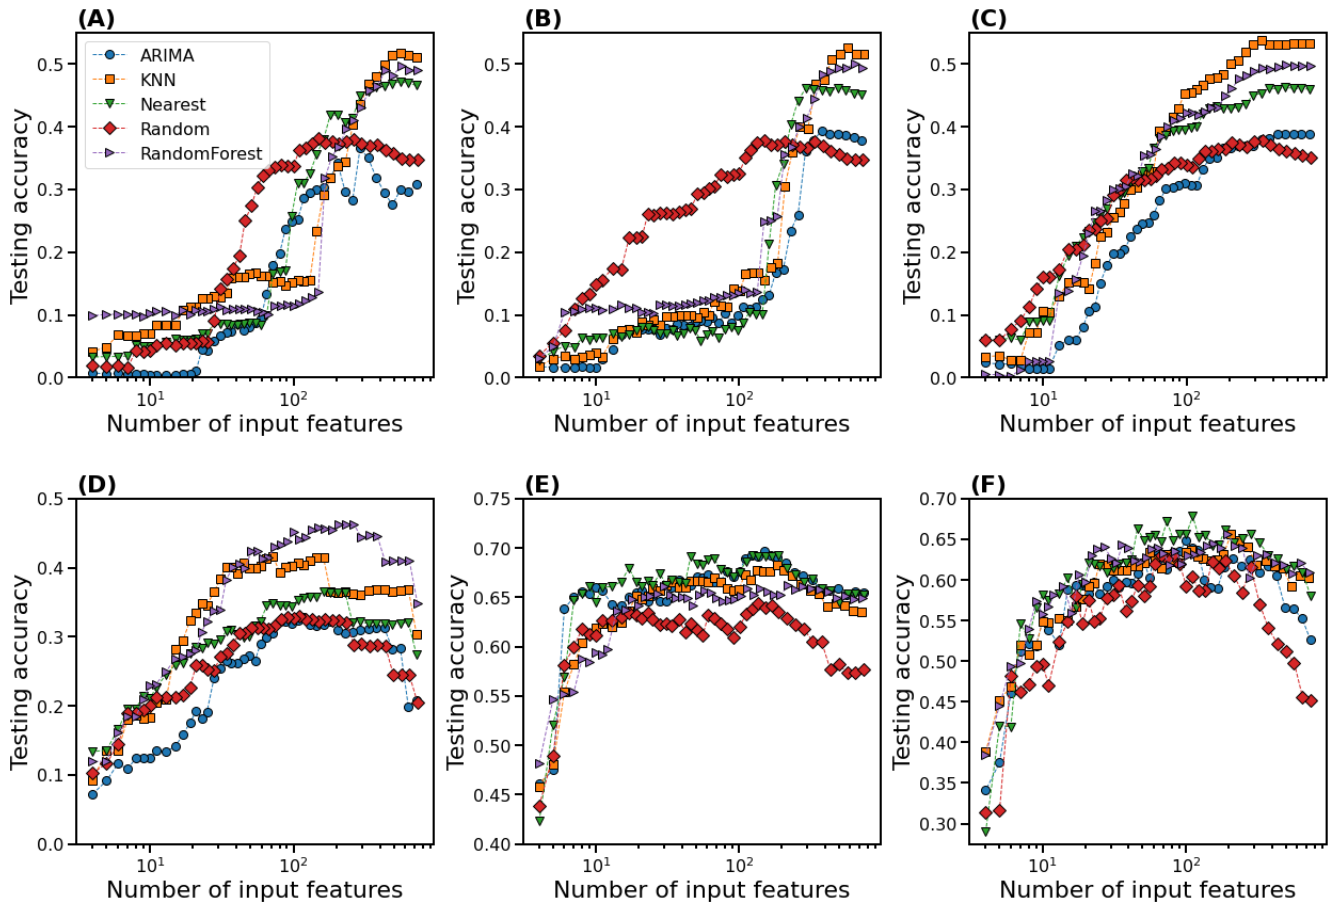 (A)
0.5
0.4
0.3
0.2
0.1
0.0
Testing accuracy
ARIMA
KNN
Nearest
Random
RandomForest
10¹
10²
Number of input features
(B)
0.5
0.4
0.3
0.2
0.1
0.0
Testing accuracy
10¹
10²
Number of input features
(C)
0.5
0.4
0.3
0.2
0.1
0.0
Testing accuracy
10¹
10²
Number of input features
(D)
0.5
0.4
0.3
0.2
0.1
0.0
Testing accuracy
10¹
10²
Number of input features
(E)
0.75
0.70
0.65
0.60
0.55
0.50
0.45
0.40
Testing accuracy
10¹
10²
Number of input features
(F)
0.70
0.65
0.60
0.55
0.50
0.45
0.40
0.35
0.30
Testing accuracy
10¹
10²
Number of input features